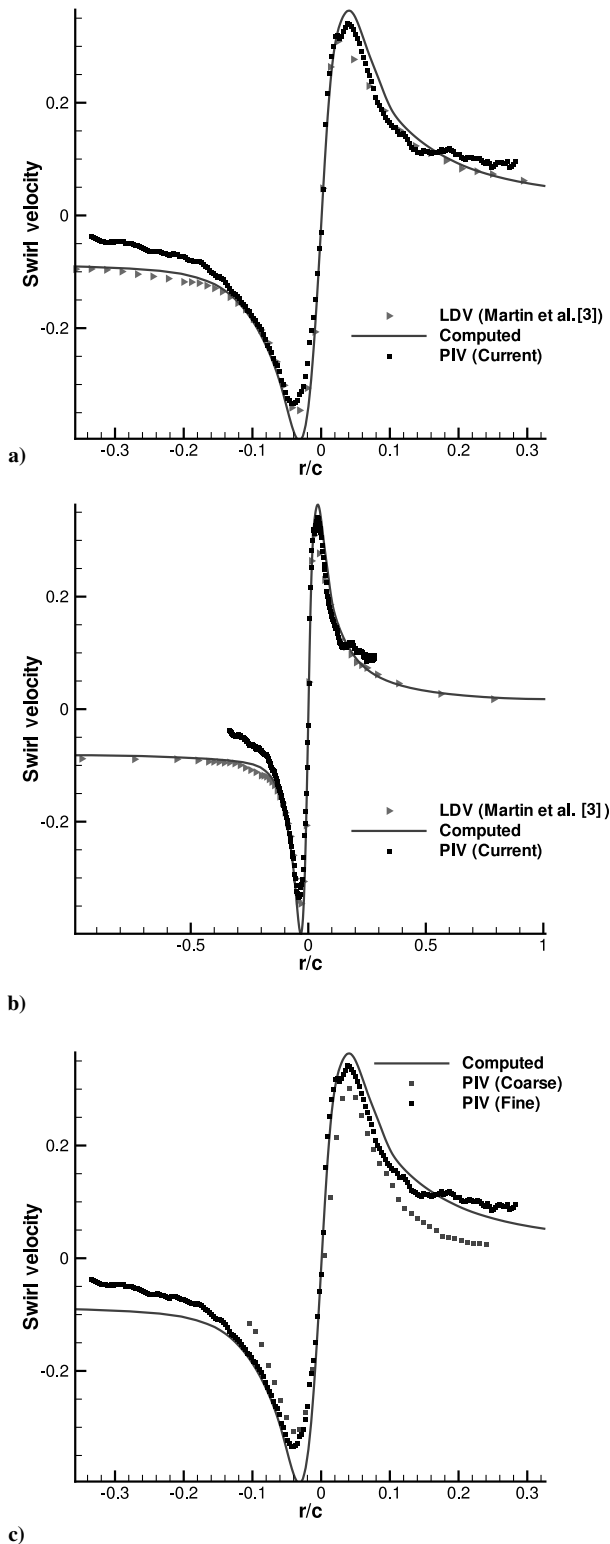 0.2
0
-0.2
Swirl velocity
LDV (Martin et al.[3])
Computed
PIV (Current)
-0.3 -0.2 -0.1 0 0.1 0.2 0.3
r/c
a)
0.2
0
-0.2
Swirl velocity
LDV (Martin et al. [3])
Computed
PIV (Current)
-0.5 0 0.5 1
r/c
b)
Computed
PIV (Coarse)
PIV (Fine)
0.2
0
-0.2
Swirl velocity
-0.3 -0.2 -0.1 0 0.1 0.2 0.3
r/c
c)